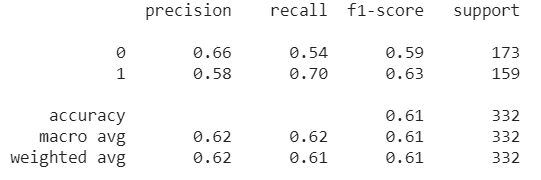 precision recall f1-score support
0 0.66 0.54 0.59 173
1 0.58 0.70 0.63 159
accuracy 0.61 332
macro avg 0.62 0.62 0.61 332
weighted avg 0.62 0.61 0.61 332